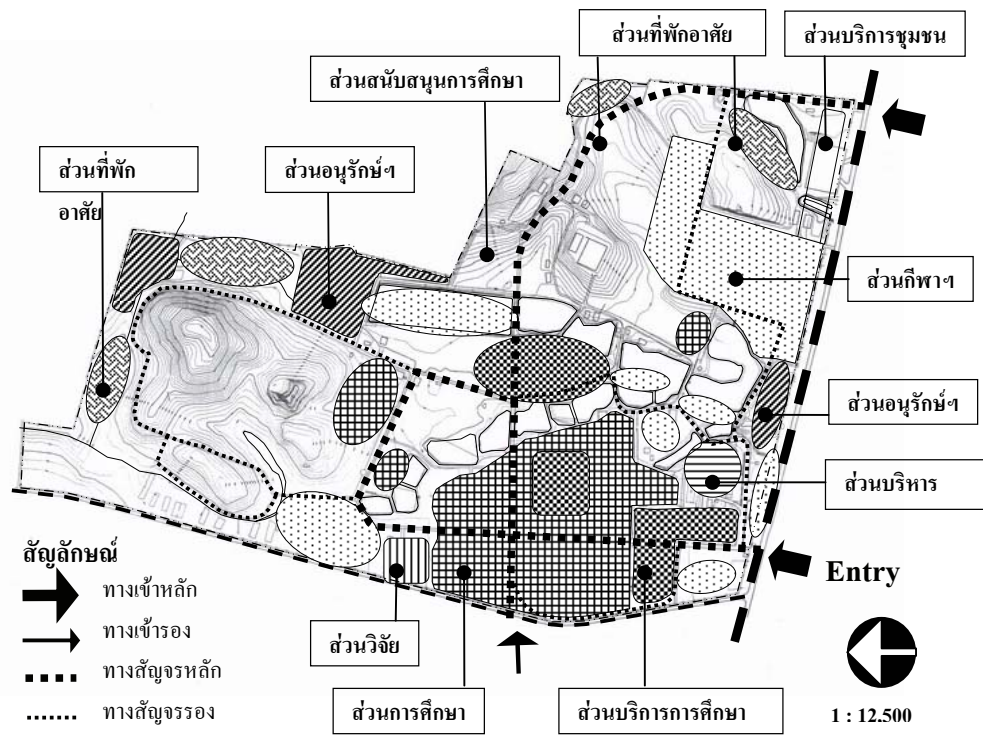 ส่วนที่พักอาศัย
ส่วนบริการชุมชน
ส่วนสนับสนุนการศึกษา
ส่วนที่พัก
อาศัย
ส่วนอนุรักษ์ฯ
ส่วนกีฬาฯ
ส่วนอนุรักษ์ฯ
ส่วนบริหาร
สัญลักษณ์
ทางเข้าหลัก
ทางเข้ารอง
ทางสัญจรหลัก
ทางสัญจรรอง
Entry
ส่วนวิจัย
ส่วนการศึกษา
ส่วนบริการการศึกษา
1 : 12,500